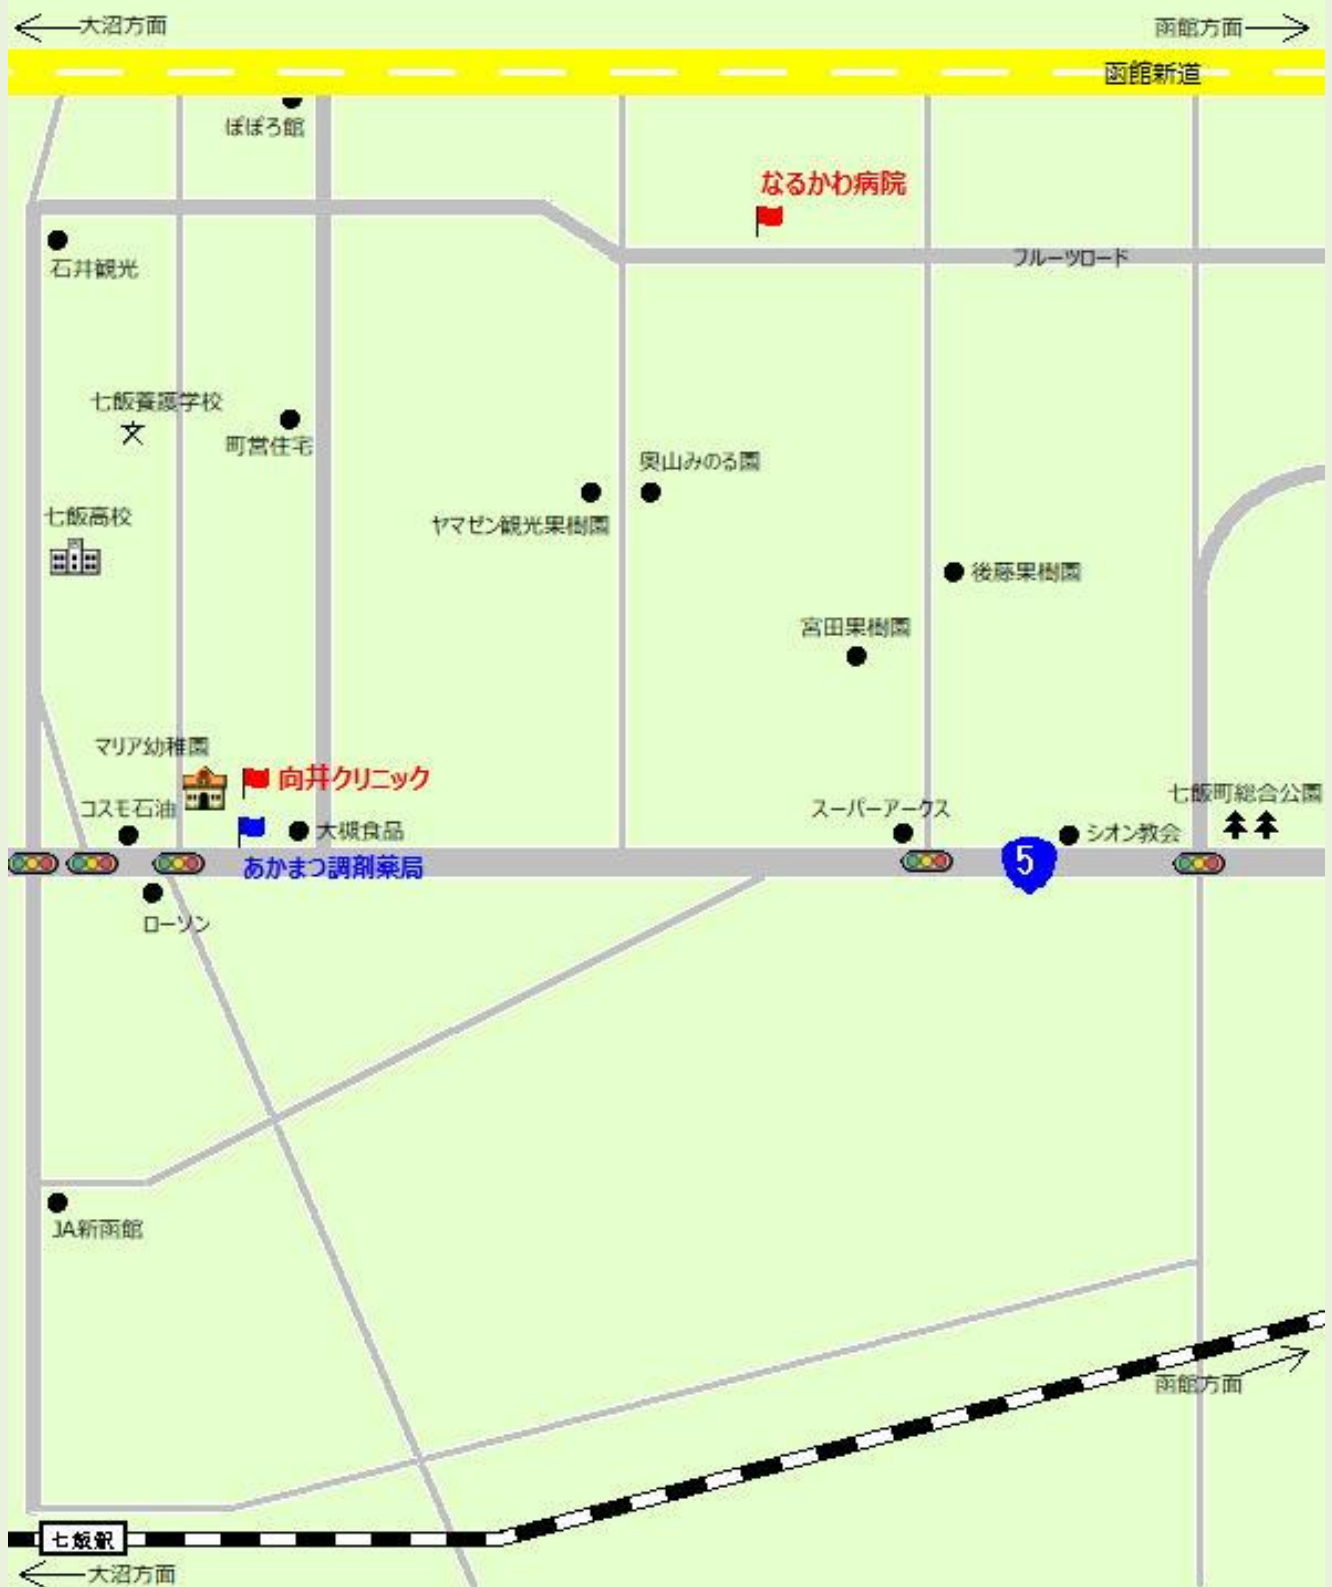 大沼方面
函館方面
函館新道
ぽぽろ館
なるかわ病院
石井観光
フルーツロード
七飯養護学校
町営住宅
奥山みのる園
七飯高校
ヤマゼン観光果樹園
後藤果樹園
宮田果樹園
マリア幼稚園
向井クリニック
七飯町総合公園
コスモ石油
スーパーアークス
大槻食品
シオン教会
5
あかまつ調剤薬局
ローソン
JA新函館
函館方面
七飯駅
大沼方面